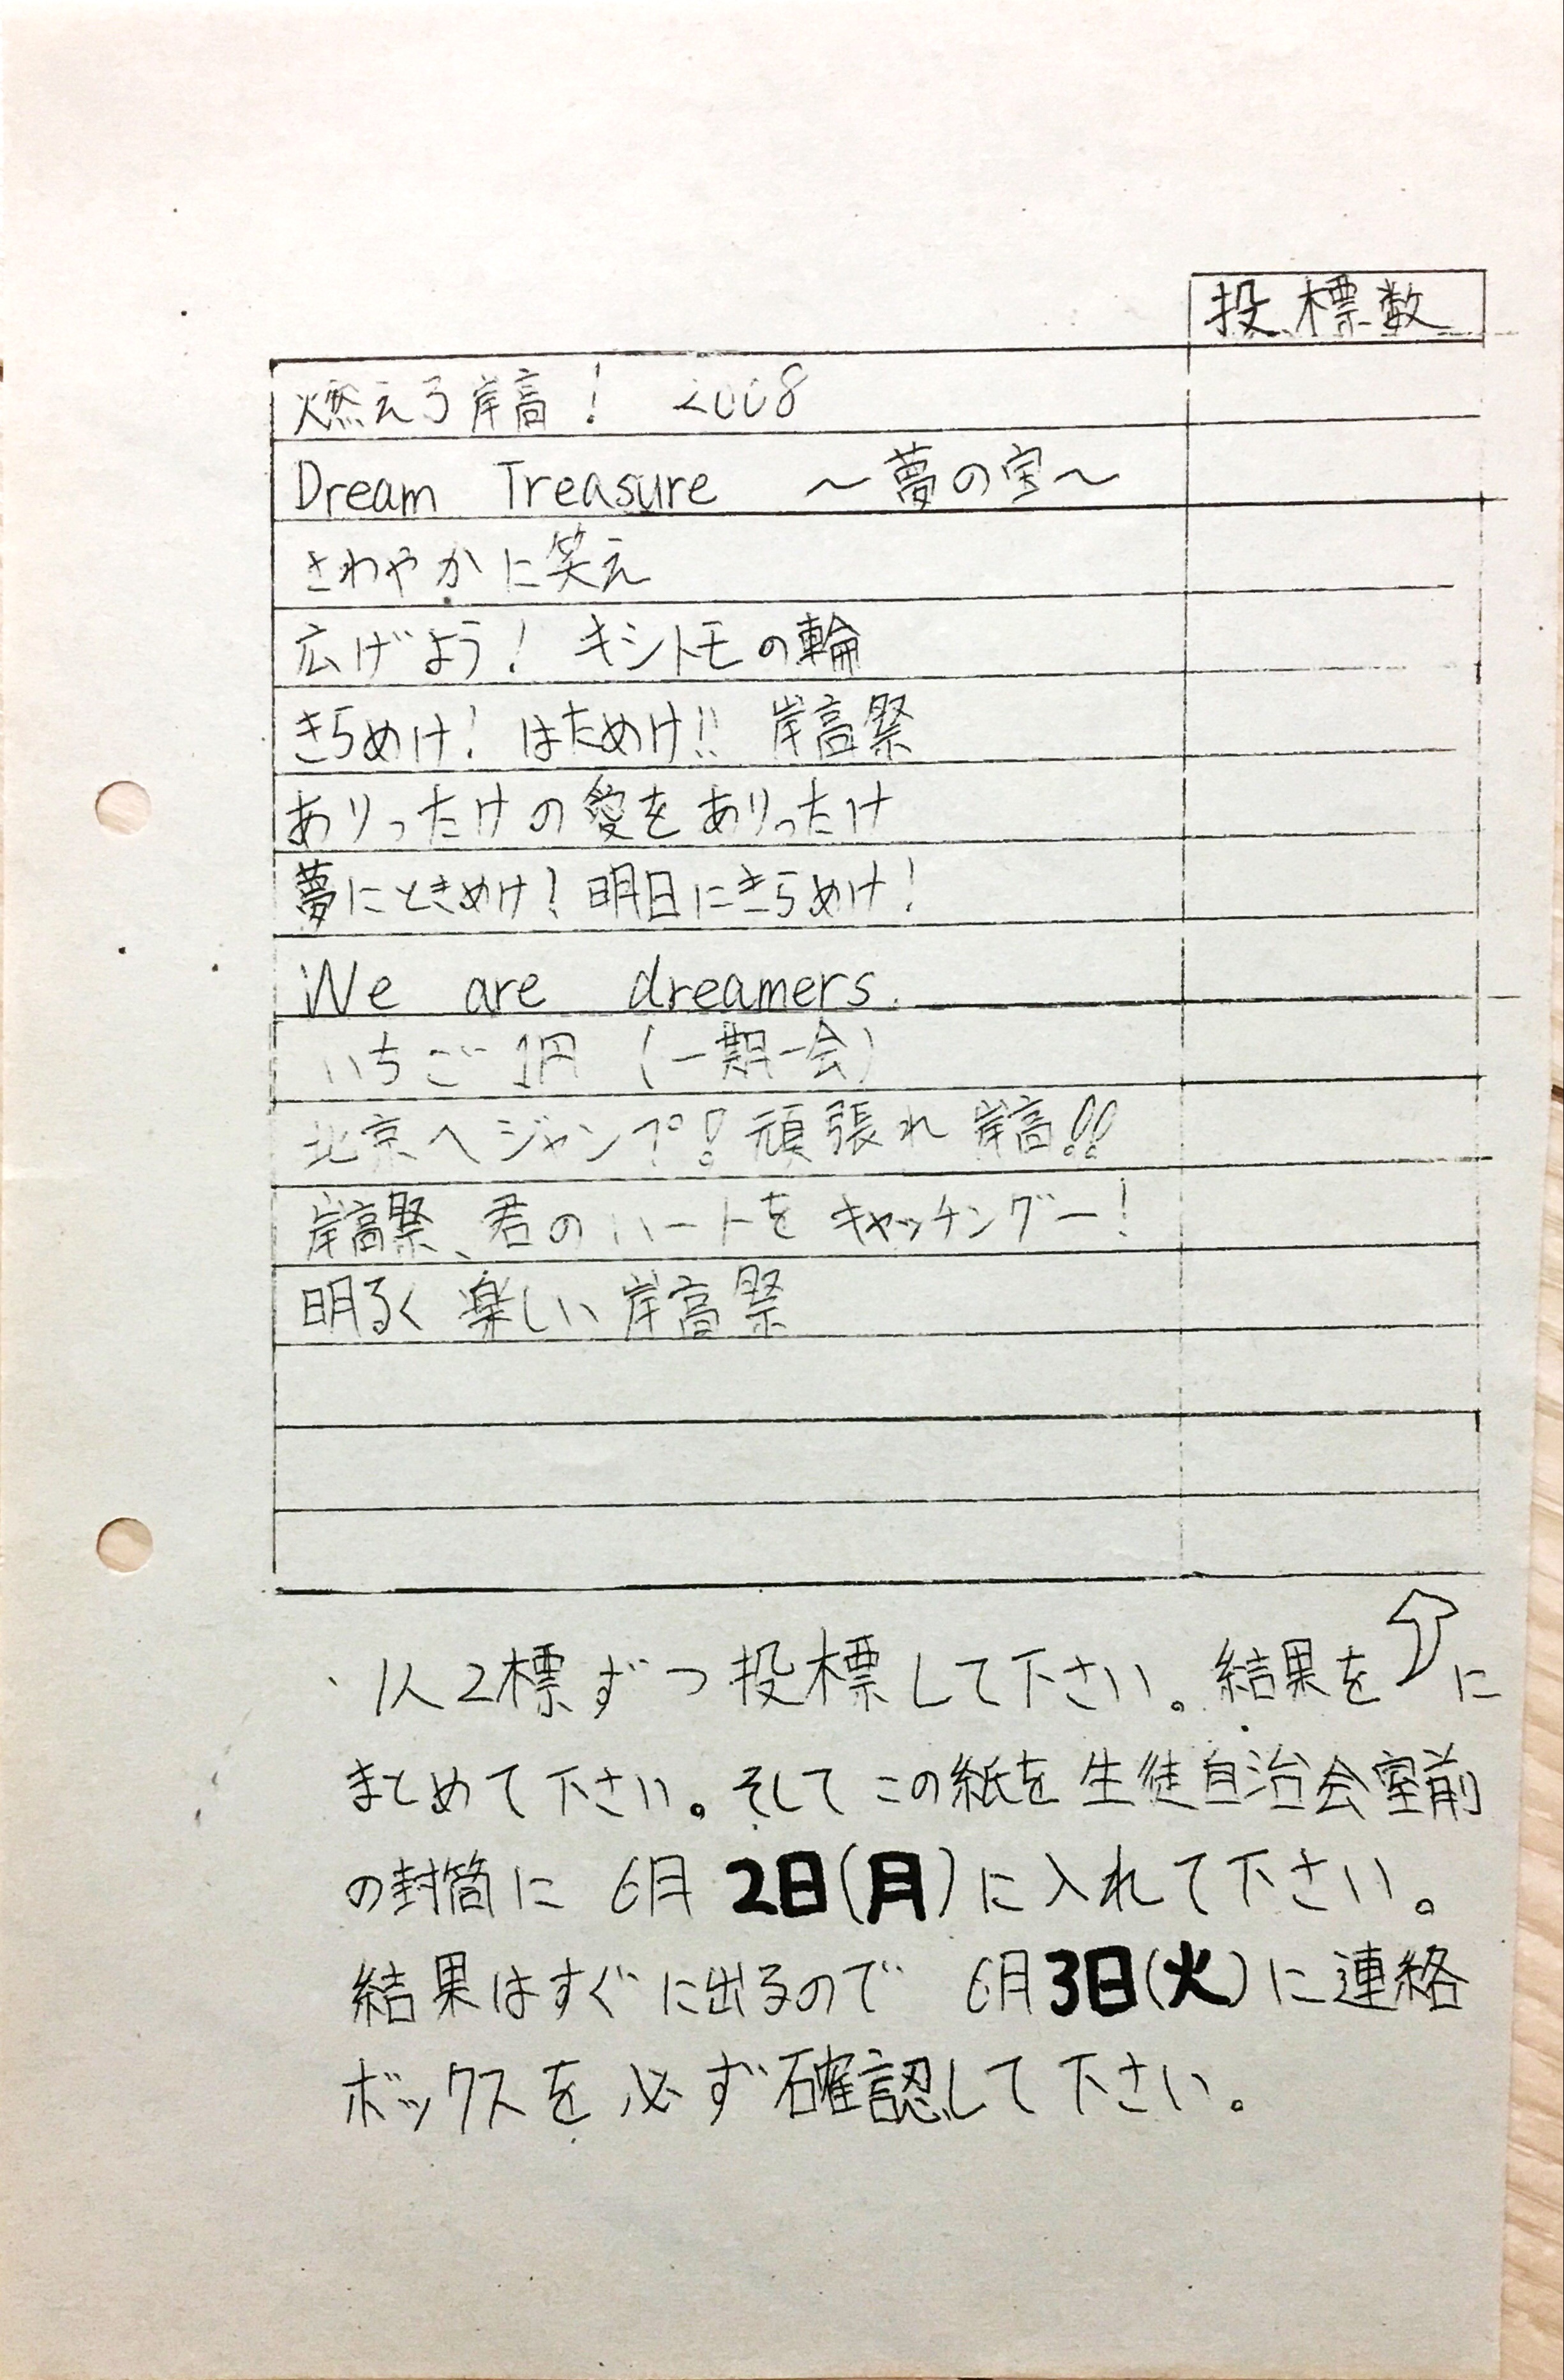 投標数
燃えろ岸高！ 2008
Dream Treasure 〜夢の宝〜
さわやかに笑え
広げよう！ キシトモの輪
きらめけ！ はためけ!! 岸高祭
ありったけの愛をありったけ
夢にときめけ！明日にきらめけ！
We are dreamers.
いちご1円 (一期一会)
北京へジャンプ！頑張れ岸高!!
岸高祭、君のハートをキャッチングー！
明るく楽しい岸高祭
・1人2標ずつ投標して下さい。結果を⇧に
まとめて下さい。そしてこの紙を生徒自治会室前
の封筒に 6月2日(月)に入れて下さい。
結果はすぐに出るので 6月3日(火)に連絡
ボックスを必ず確認して下さい。